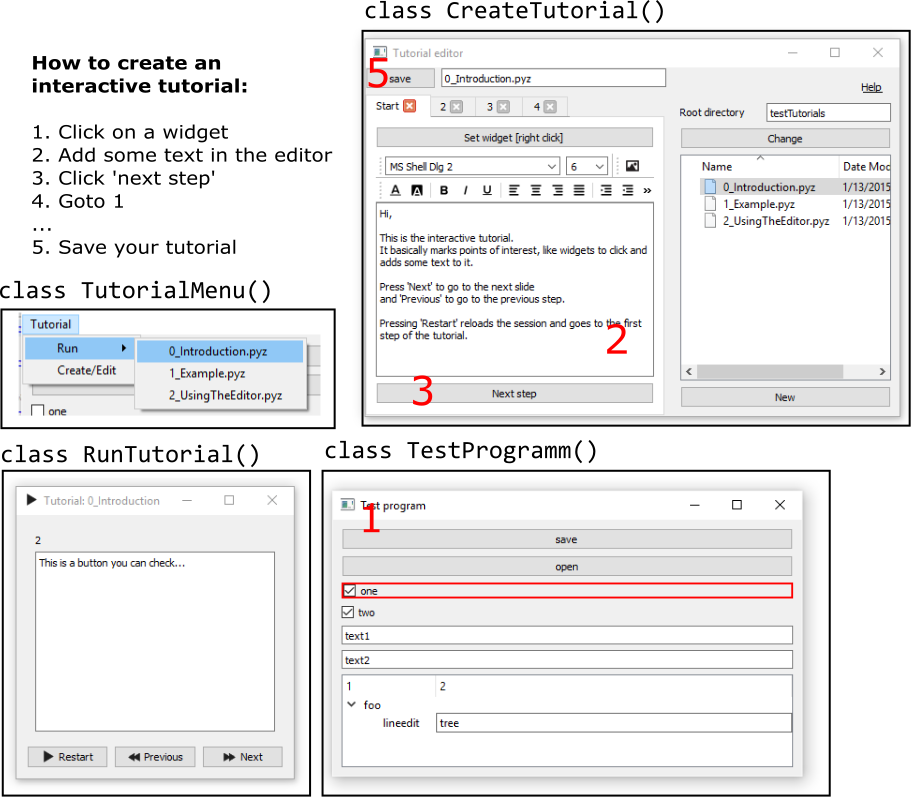 class CreateTutorial()
How to create an
interactive tutorial:
1. Click on a widget
2. Add some text in the editor
3. Click 'next step'
4. Goto 1
...
5. Save your tutorial
Tutorial editor
5
save
0_Introduction.pyz
Help
Start 2 3 4
Root directory testTutorials
Set widget [right click]
Change
MS Shell Dlg 2 6
A A B I U »
Name Date Mod
0_Introduction.pyz 1/13/2015
1_Example.pyz 1/13/2015
2_UsingTheEditor.pyz 1/13/2015
Hi,
This is the interactive tutorial.
It basically marks points of interest, like widgets to click and
adds some text to it.
Press 'Next' to go to the next slide
and 'Previous' to go to the previous step.
Pressing 'Restart' reloads the session and goes to the first
step of the tutorial.
2
3
Next step
New
class TutorialMenu()
Tutorial
Run
Create/Edit
0_Introduction.pyz
1_Example.pyz
2_UsingTheEditor.pyz
one
class RunTutorial()
Tutorial: 0_Introduction
2
This is a button you can check...
Restart
Previous
Next
class TestProgramm()
Test program
1
save
open
one
two
text1
text2
1 2
foo
lineedit tree